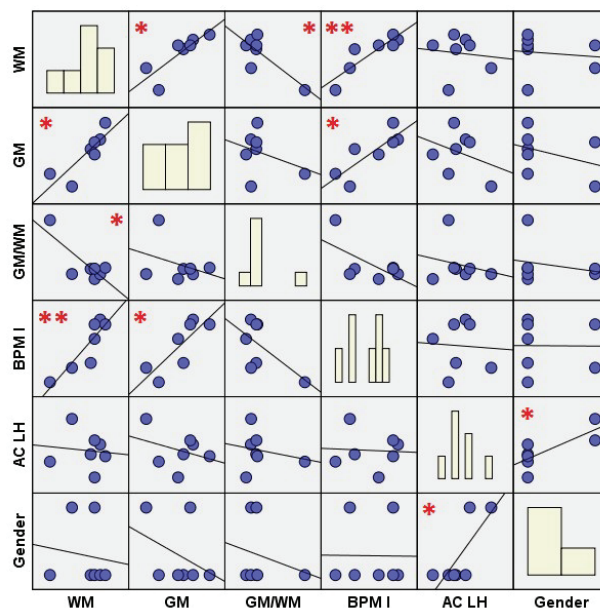 WM
* * **
GM
* *
GM/WM
* *
BPM I
** *
AC LH
*
Gender
*
WM GM GM/WM BPM I AC LH Gender